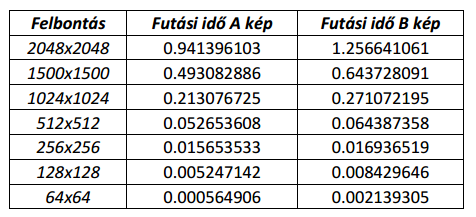 Felbontás Futási idő A kép Futási idő B kép
2048x2048 0.941396103 1.256641061
1500x1500 0.493082886 0.643728091
1024x1024 0.213076725 0.271072195
512x512 0.052653608 0.064387358
256x256 0.015653533 0.016936519
128x128 0.005247142 0.008429646
64x64 0.000564906 0.002139305